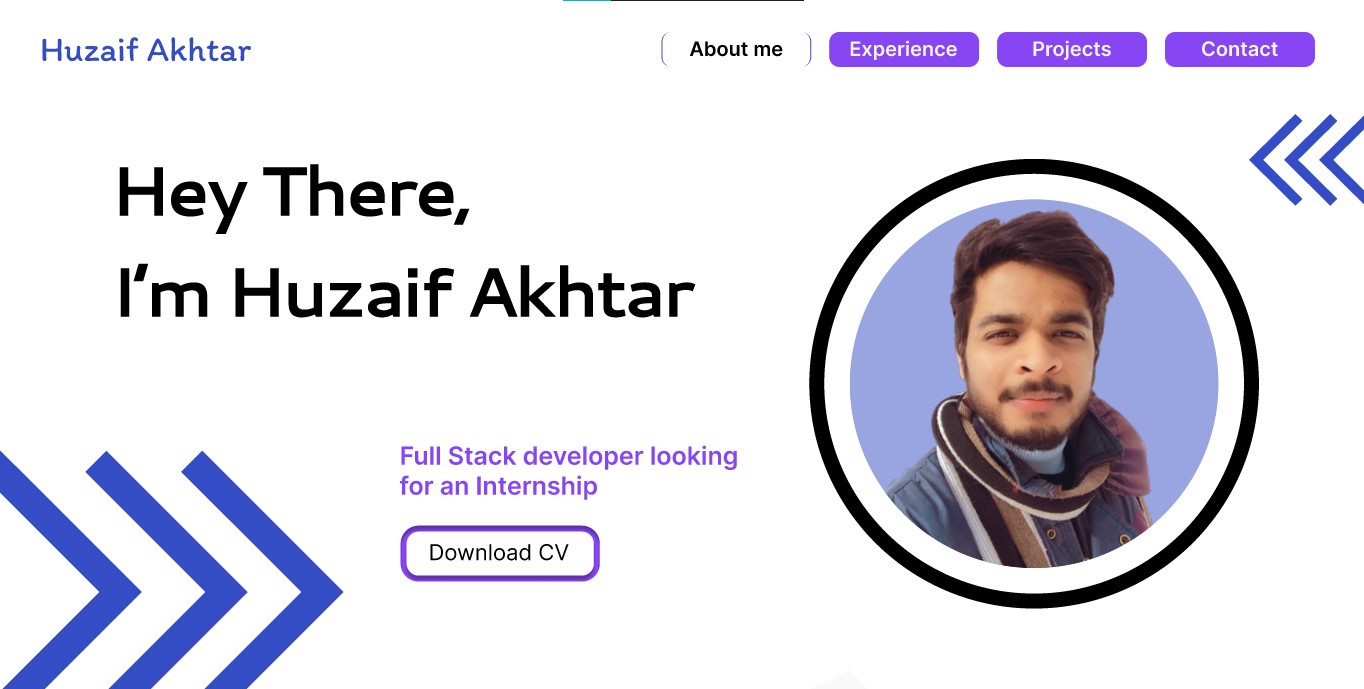 Huzaif Akhtar
About me
Experience
Projects
Contact
Hey There,
I’m Huzaif Akhtar
Full Stack developer looking
for an Internship
Download CV